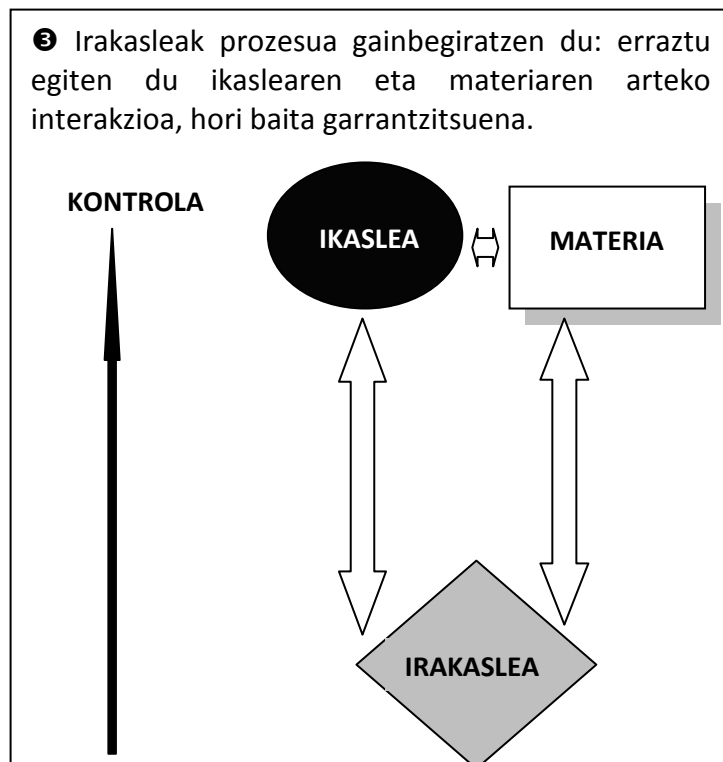 ❸ Irakasleak prozesua gainbegiratzen du: erraztu
egiten du ikaslearen eta materiaren arteko
interakzioa, hori baita garrantzitsuena.
KONTROLA
IKASLEA
MATERIA
IRAKASLEA